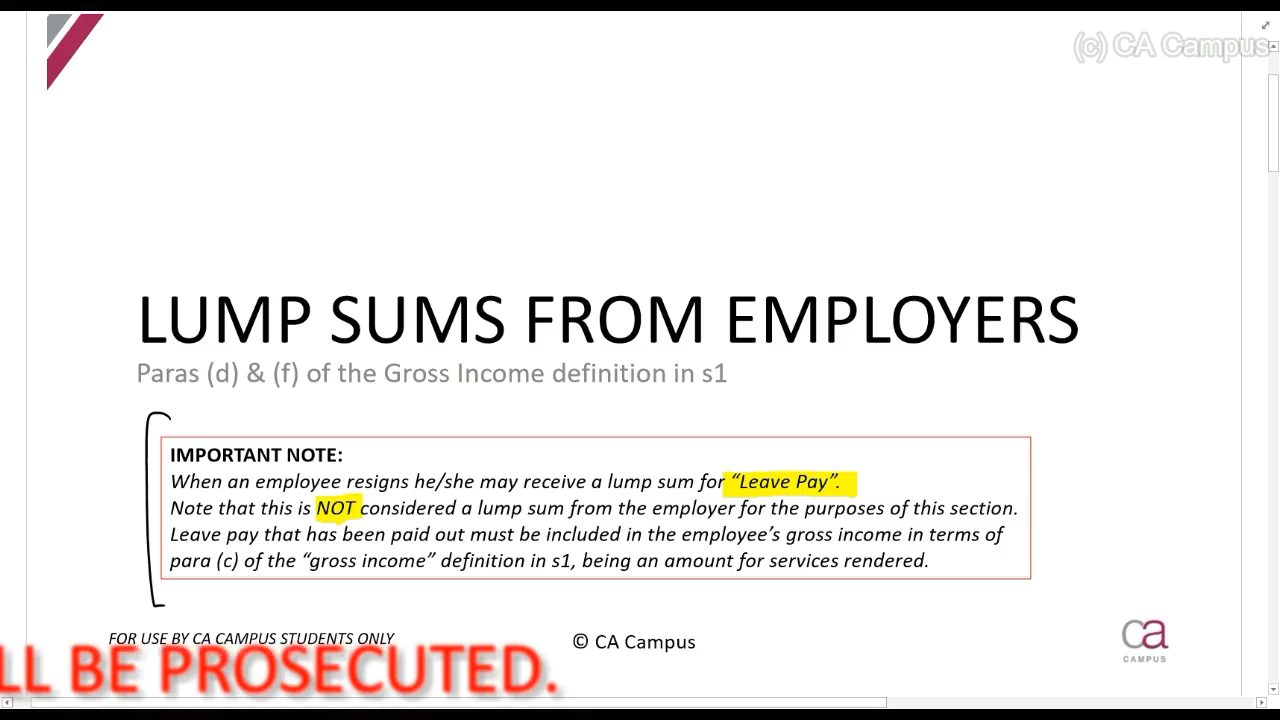 (c) CA Campus
LUMP SUMS FROM EMPLOYERS
Paras (d) & (f) of the Gross Income definition in s1
IMPORTANT NOTE:
When an employee resigns he/she may receive a lump sum for “Leave Pay”.
Note that this is NOT considered a lump sum from the employer for the purposes of this section.
Leave pay that has been paid out must be included in the employee’s gross income in terms of
para (c) of the “gross income” definition in s1, being an amount for services rendered.
FOR USE BY CA CAMPUS STUDENTS ONLY
© CA Campus
ca
CAMPUS
LL BE PROSECUTED.